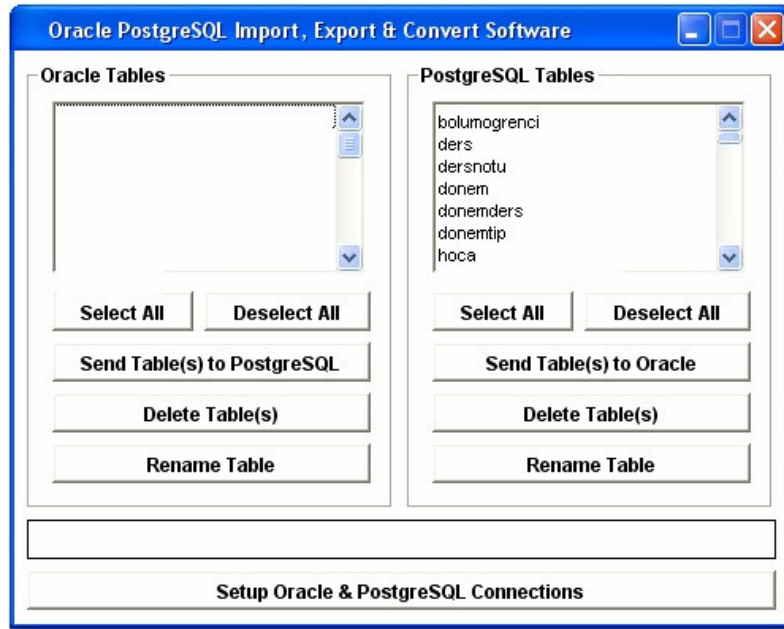 Oracle PostgreSQL Import, Export & Convert Software
Oracle Tables
Select All
Deselect All
Send Table(s) to PostgreSQL
Delete Table(s)
Rename Table
PostgreSQL Tables
bolumogrenci
ders
dersnotu
donem
donemders
donemtip
hoca
Select All
Deselect All
Send Table(s) to Oracle
Delete Table(s)
Rename Table
Setup Oracle & PostgreSQL Connections